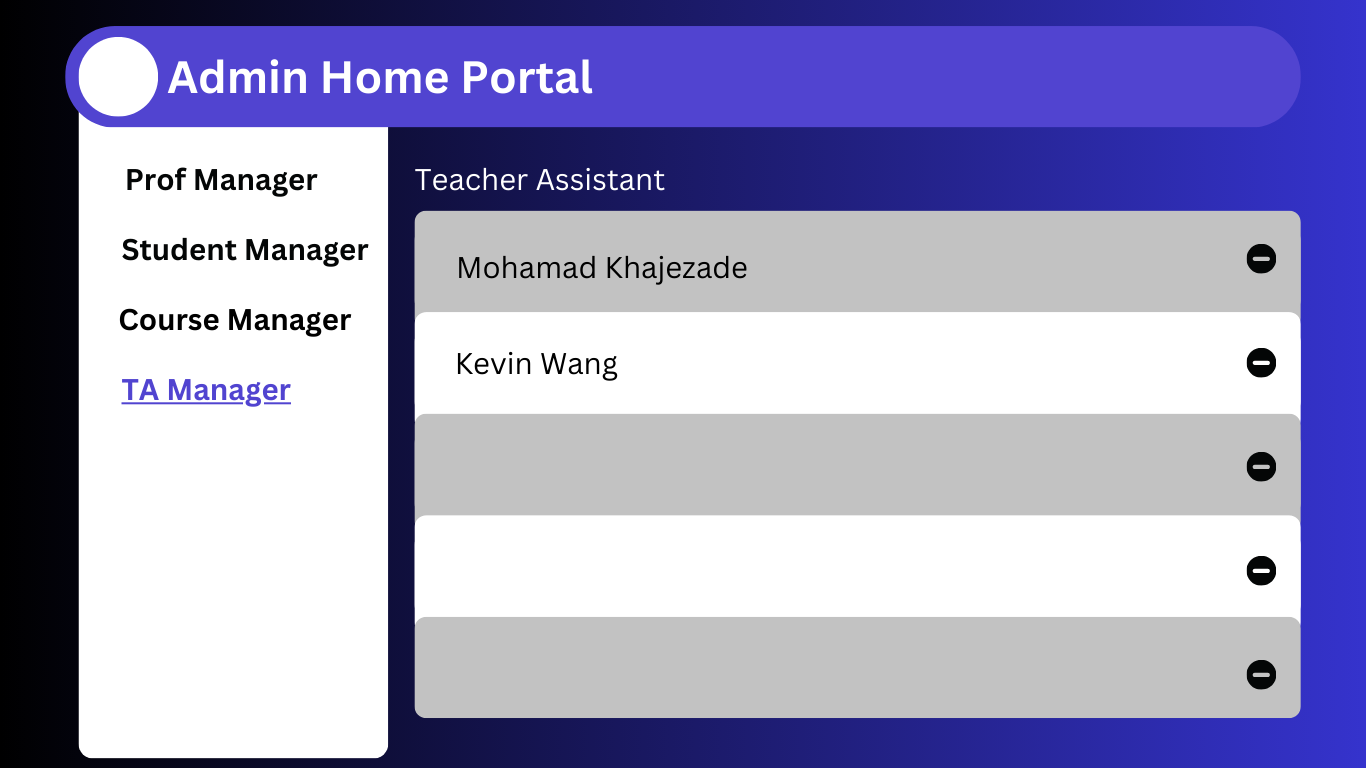 Admin Home Portal
Prof Manager
Student Manager
Course Manager
TA Manager
Teacher Assistant
Mohamad Khajezade
Kevin Wang